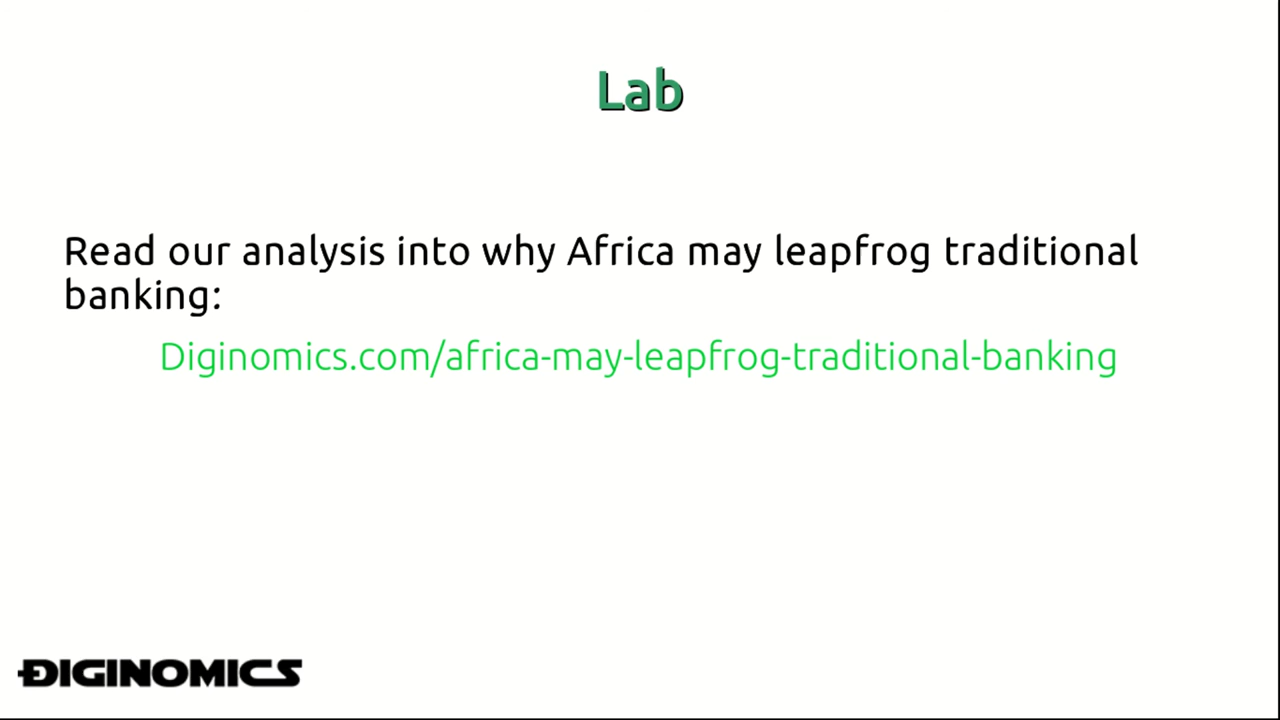 Lab
Read our analysis into why Africa may leapfrog traditional
banking:
Diginomics.com/africa-may-leapfrog-traditional-banking
DIGINOMICS